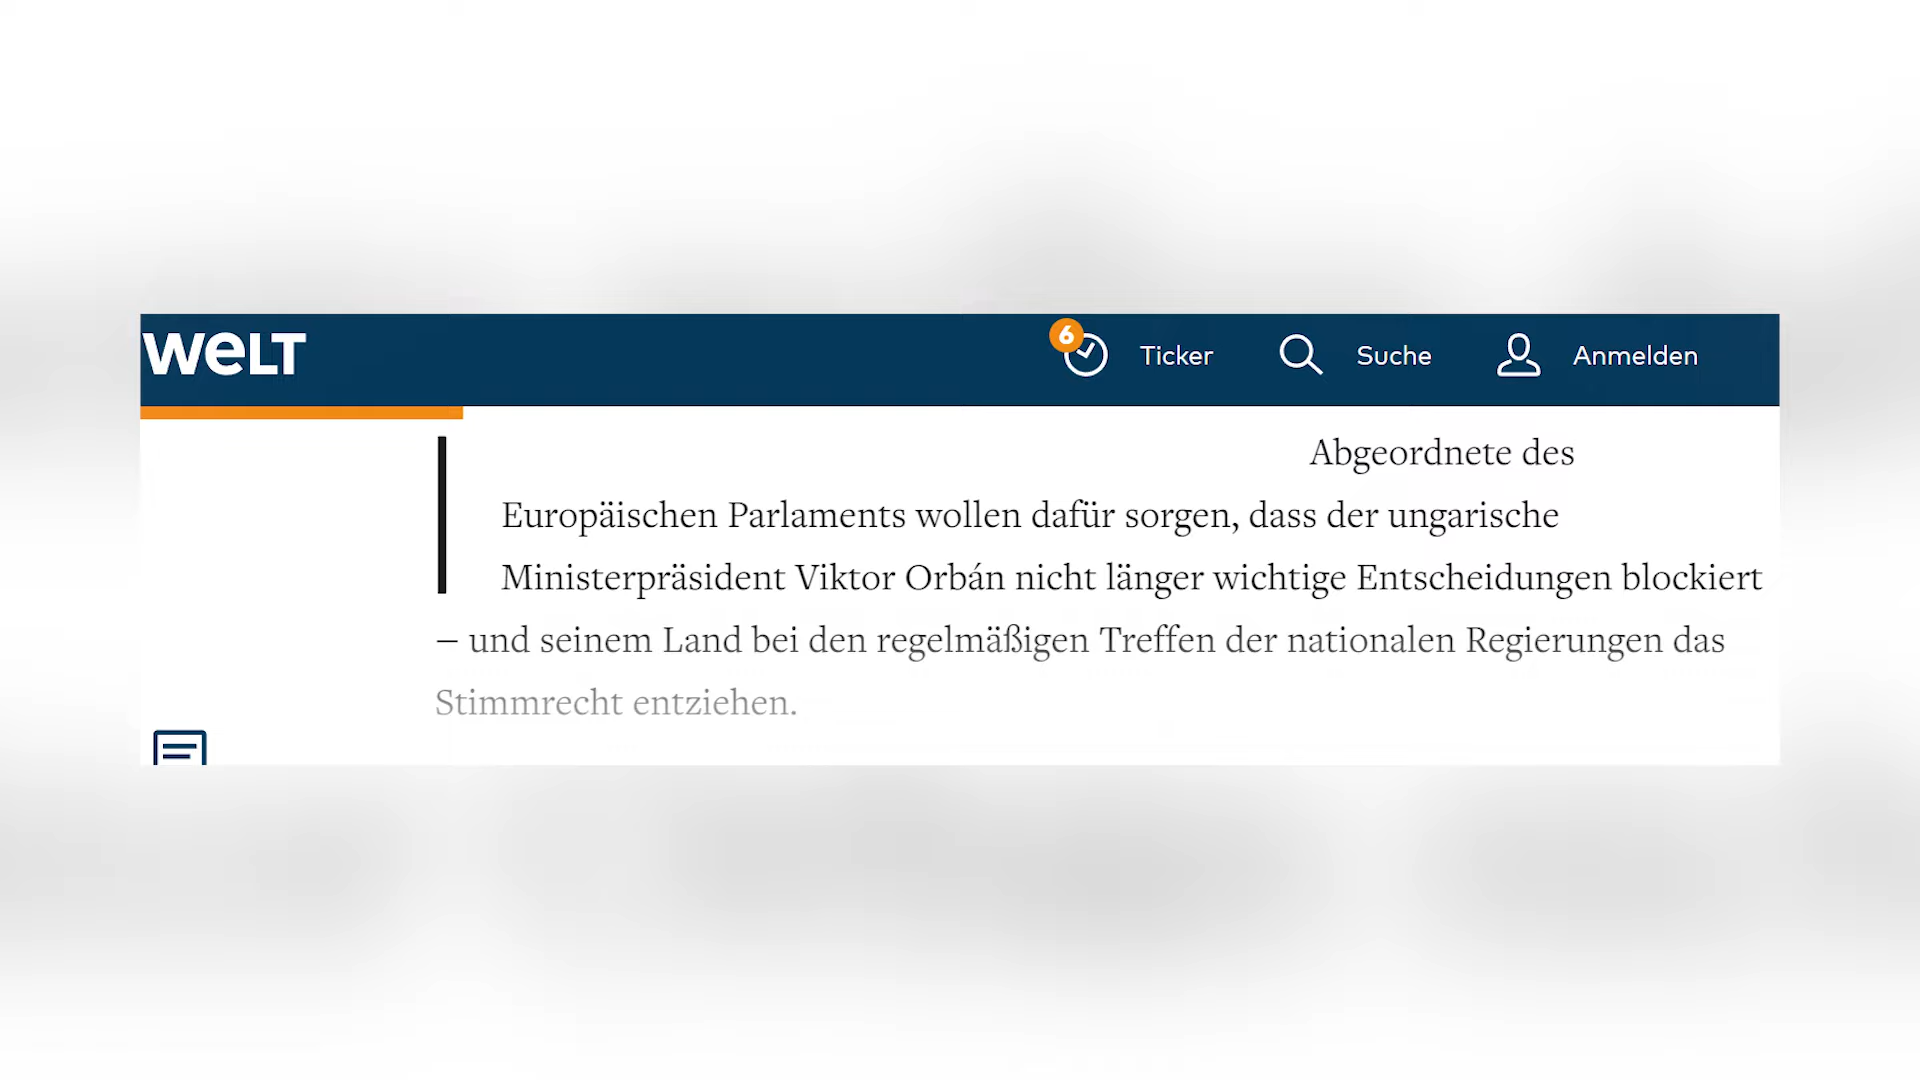 WELT
6 Ticker Suche Anmelden
Abgeordnete des
Europäischen Parlaments wollen dafür sorgen, dass der ungarische
Ministerpräsident Viktor Orbán nicht länger wichtige Entscheidungen blockiert
– und seinem Land bei den regelmäßigen Treffen der nationalen Regierungen das
Stimmrecht entziehen.